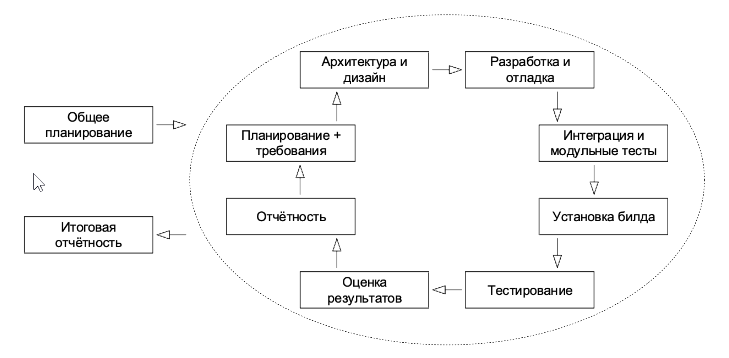 Архитектура и
дизайн
Разработка и
отладка
Общее
планирование
Планирование +
требования
Интеграция и
модульные тесты
Итоговая
отчётность
Отчётность
Установка билда
Оценка
результатов
Тестирование